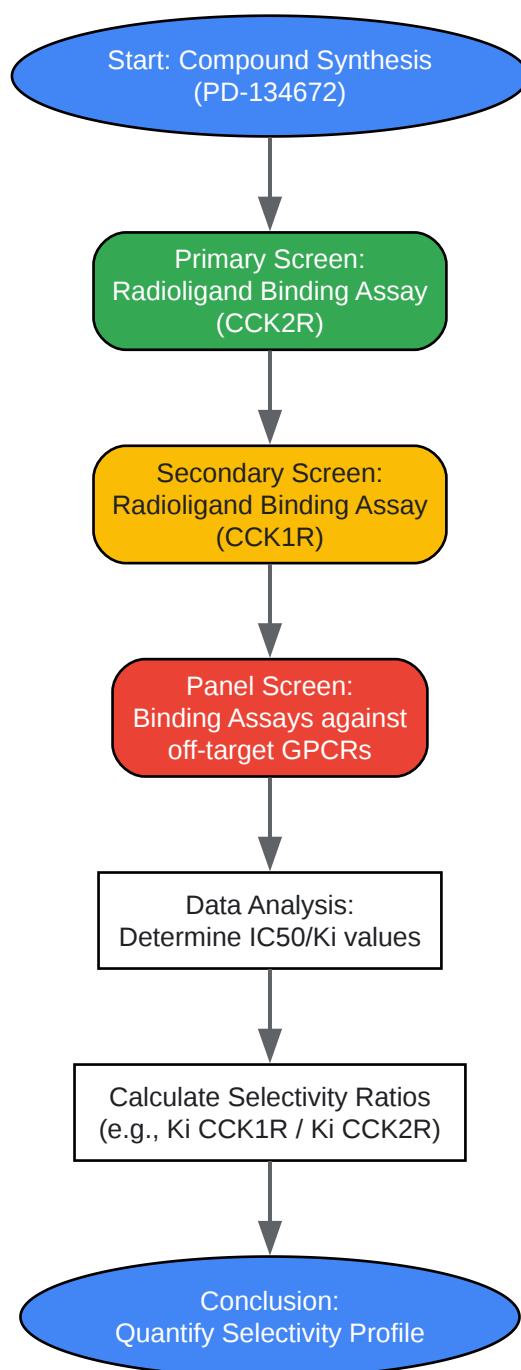 Start: Compound Synthesis
(PD-134672)
Primary Screen:
Radioligand Binding Assay
(CCK2R)
Secondary Screen:
Radioligand Binding Assay
(CCK1R)
Panel Screen:
Binding Assays against
off-target GPCRs
Data Analysis:
Determine IC50/Ki values
Calculate Selectivity Ratios
(e.g., Ki CCK1R / Ki CCK2R)
Conclusion:
Quantify Selectivity Profile